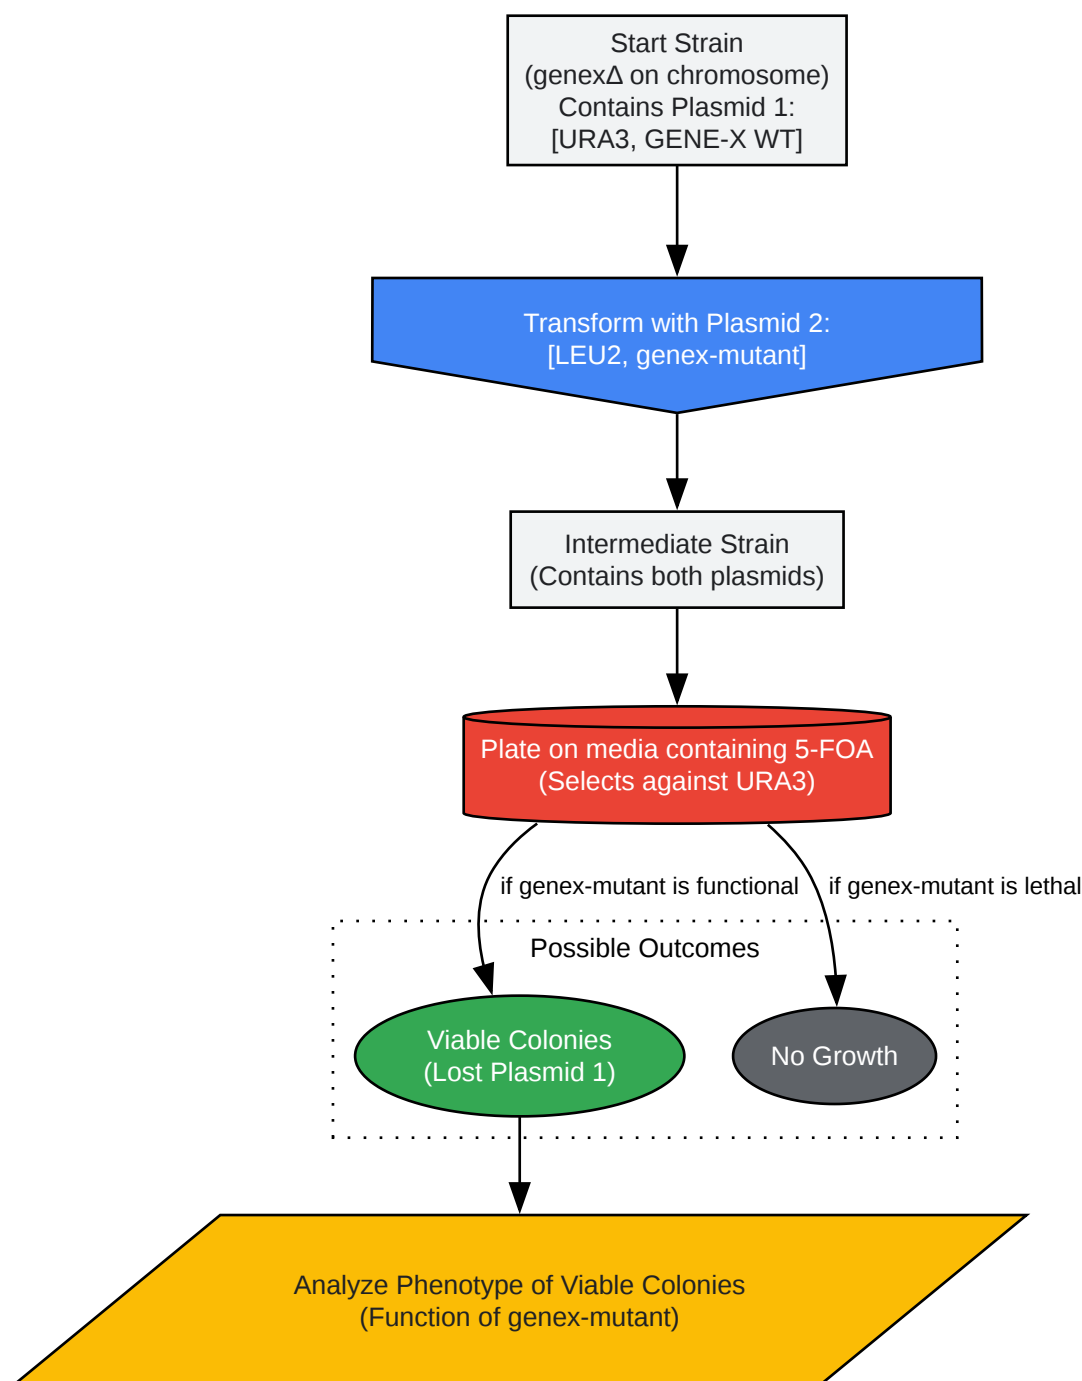 Start Strain
(genexΔ on chromosome)
Contains Plasmid 1:
[URA3, GENE-X WT]
Transform with Plasmid 2:
[LEU2, genex-mutant]
Intermediate Strain
(Contains both plasmids)
Plate on media containing 5-FOA
(Selects against URA3)
if genex-mutant is functional
if genex-mutant is lethal
Possible Outcomes
Viable Colonies
(Lost Plasmid 1)
No Growth
Analyze Phenotype of Viable Colonies
(Function of genex-mutant)